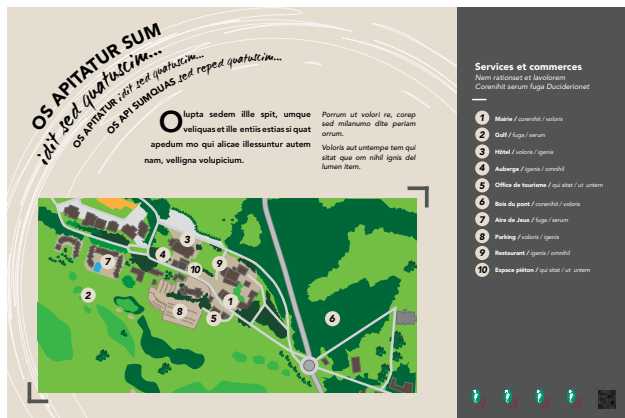 OS APITATUR SUM
idit sed quatuscim...
OS APITATUR idit sed quatuscim...
OS API SUMQUAS sed reped quatuscim...
Olupta sedem illle spit, umque
veliquas et ille entiis estias si quat
apedum mo qui alicae illessuntur autem
nam, velligna volupicium.
Porrum ut volori re, corep
sed milanumo dite periam
orrum.
Voloris aut untempe tem qui
sitat que om nihil ignis del
lumen item.
Services et commerces
Nem rationset et lavolorem
Corenihit serum fuga Duciderionet
1 Mairie / corenihit / voloris
2 Golf / fuga / serum
3 Hôtel / voloris / igenis
4 Auberge / igenis / omnihil
5 Office de tourisme / qui sitat / ut untem
6 Bois du pont / corenihit / voloris
7 Aire de Jeux / fuga / serum
8 Parking / voloris / igenis
9 Restaurant / igenis / omnihil
10 Espace piéton / qui sitat / ut untem
3
4
9
7
10
2
1
8
5
6